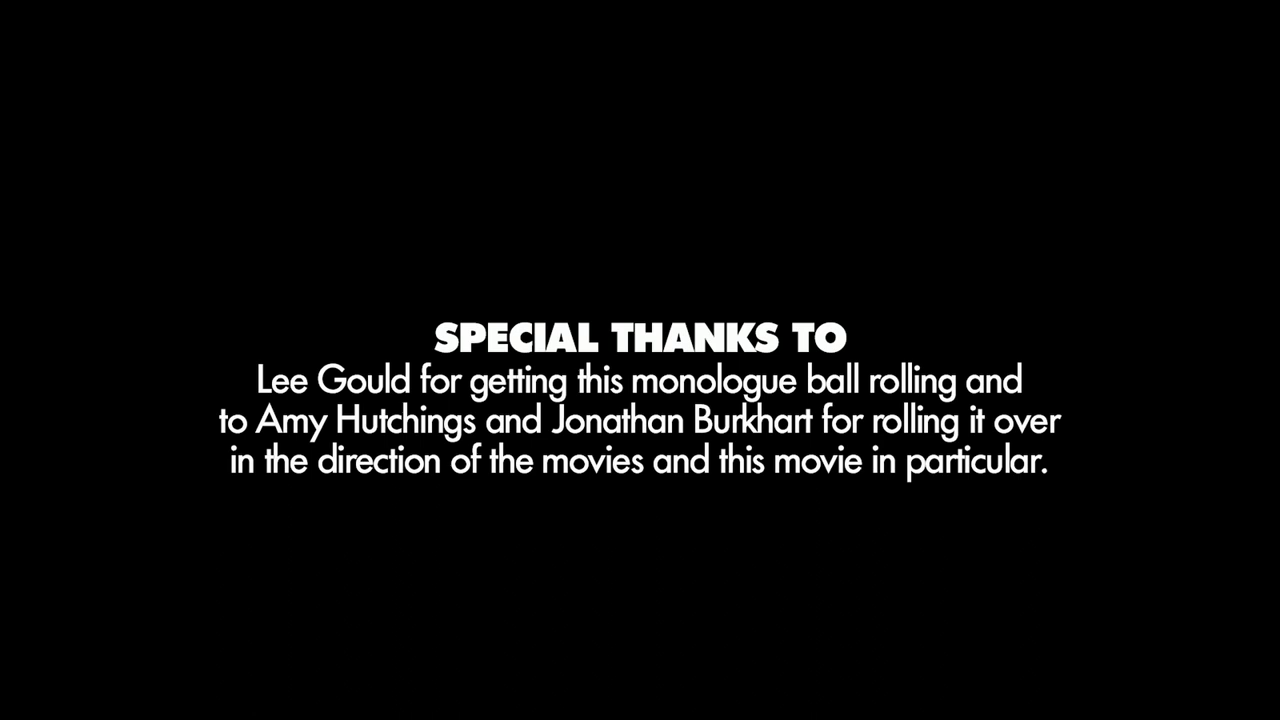 SPECIAL THANKS TO
Lee Gould for getting this monologue ball rolling and
to Amy Hutchings and Jonathan Burkhart for rolling it over
in the direction of the movies and this movie in particular.